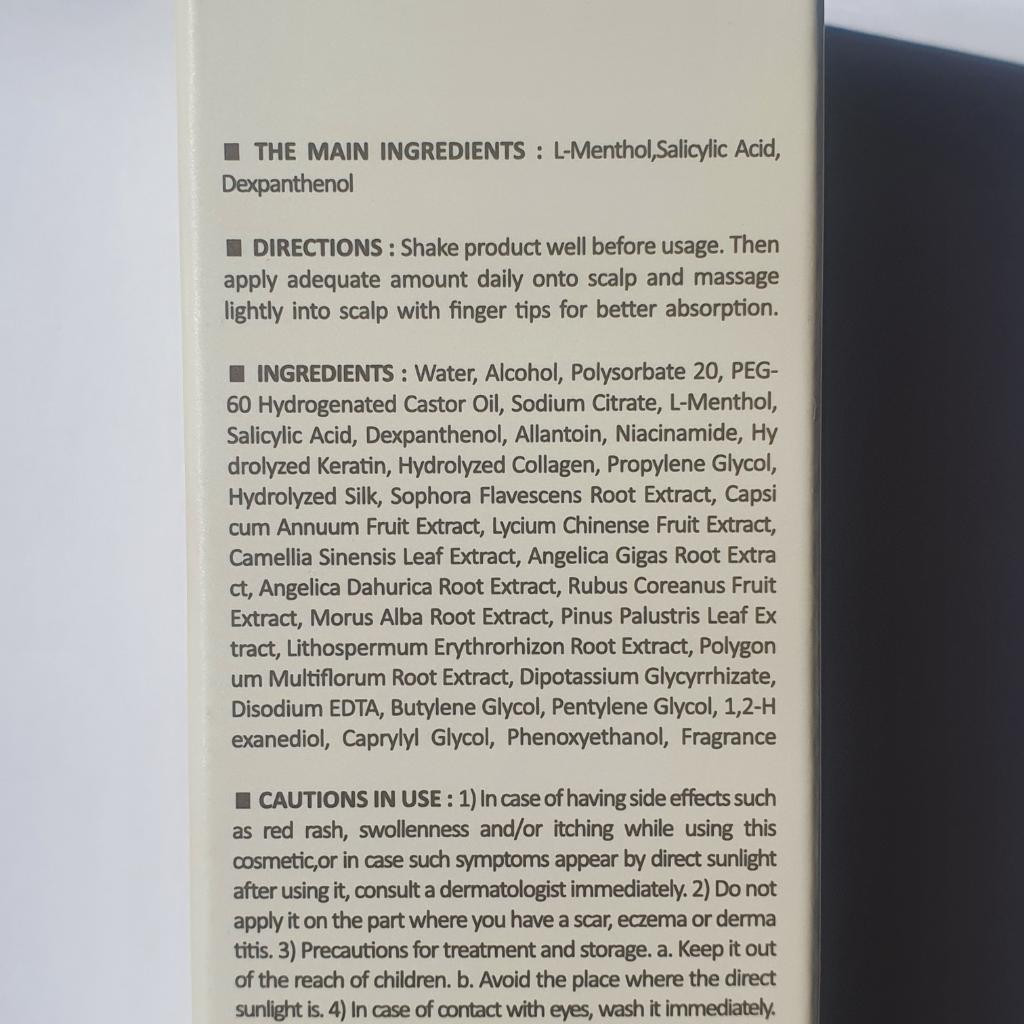 ■ THE MAIN INGREDIENTS : L-Menthol,Salicylic Acid,
Dexpanthenol
■ DIRECTIONS : Shake product well before usage. Then
apply adequate amount daily onto scalp and massage
lightly into scalp with finger tips for better absorption.
■ INGREDIENTS : Water, Alcohol, Polysorbate 20, PEG-
60 Hydrogenated Castor Oil, Sodium Citrate, L-Menthol,
Salicylic Acid, Dexpanthenol, Allantoin, Niacinamide, Hy
drolyzed Keratin, Hydrolyzed Collagen, Propylene Glycol,
Hydrolyzed Silk, Sophora Flavescens Root Extract, Capsi
cum Annuum Fruit Extract, Lycium Chinense Fruit Extract,
Camellia Sinensis Leaf Extract, Angelica Gigas Root Extra
ct, Angelica Dahurica Root Extract, Rubus Coreanus Fruit
Extract, Morus Alba Root Extract, Pinus Palustris Leaf Ex
tract, Lithospermum Erythrorhizon Root Extract, Polygon
um Multiflorum Root Extract, Dipotassium Glycyrrhizate,
Disodium EDTA, Butylene Glycol, Pentylene Glycol, 1,2-H
exanediol, Caprylyl Glycol, Phenoxyethanol, Fragrance
■ CAUTIONS IN USE : 1) In case of having side effects such
as red rash, swollenness and/or itching while using this
cosmetic,or in case such symptoms appear by direct sunlight
after using it, consult a dermatologist immediately. 2) Do not
apply it on the part where you have a scar, eczema or derma
titis. 3) Precautions for treatment and storage. a. Keep it out
of the reach of children. b. Avoid the place where the direct
sunlight is. 4) In case of contact with eyes, wash it immediately.